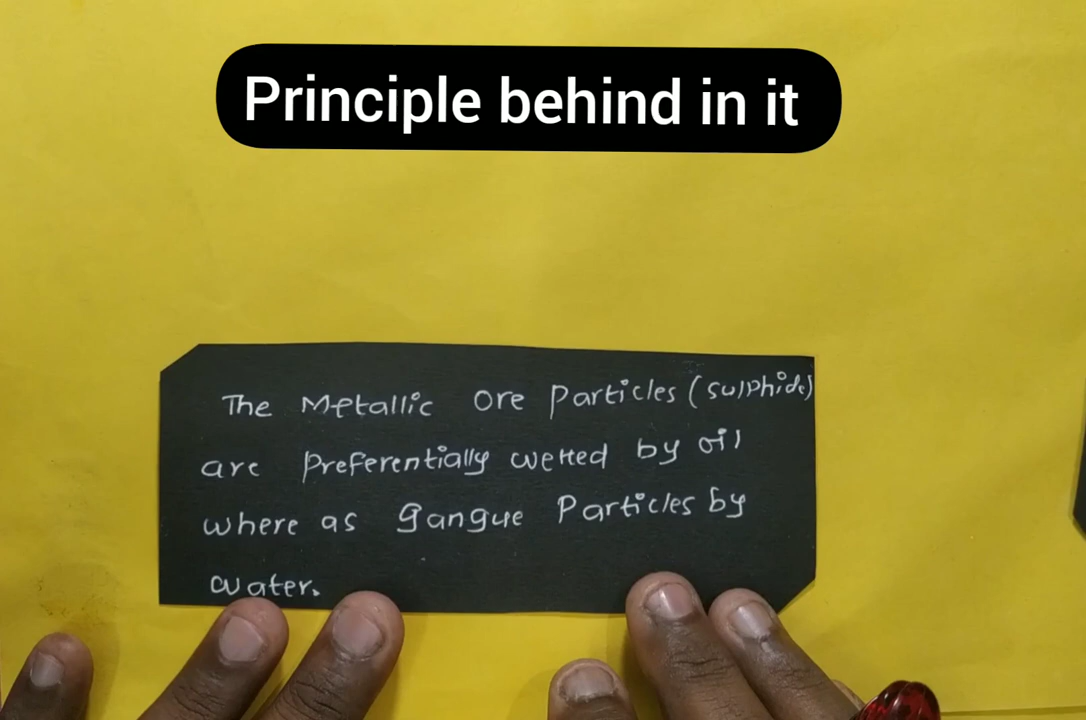 Principle behind in it
The Metallic ore Particles (sulphide)
are preferentially wetted by oil
where as gangue Particles by
water.